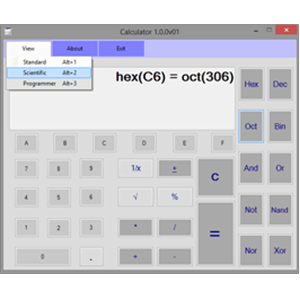 Calculator 1.0.0v01
View About Exit
Standard Alt+1
Scientific Alt+2
Programmer Alt+3
hex(C6) = oct(306)
Hex Dec
Oct Bin
A B C D E F
7 8 9 1/x ± C And Or
4 5 6 √ %
1 2 3 * / = Not Nand
0 . + - Nor Xor